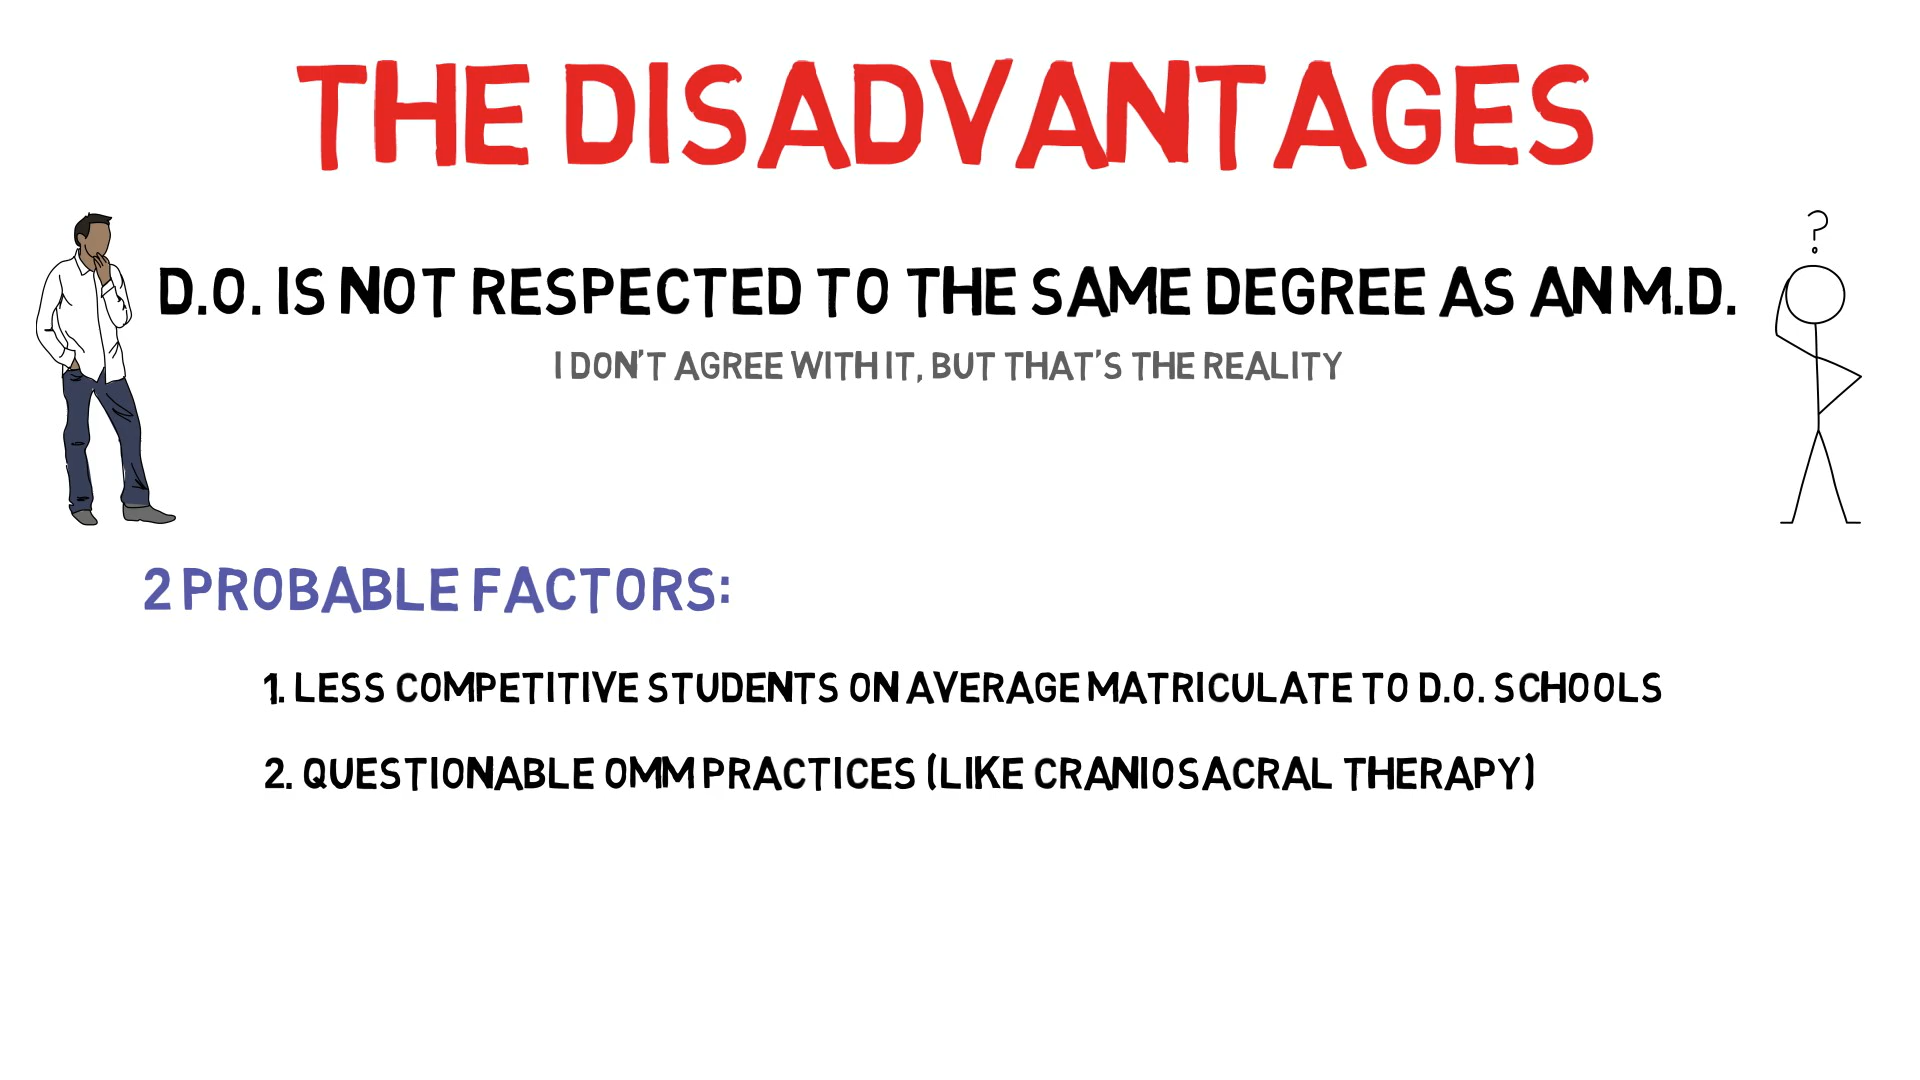 THE DISADVANTAGES
?
D.O. IS NOT RESPECTED TO THE SAME DEGREE AS AN M.D.
I DON'T AGREE WITH IT, BUT THAT'S THE REALITY
2 PROBABLE FACTORS:
1. LESS COMPETITIVE STUDENTS ON AVERAGE MATRICULATE TO D.O. SCHOOLS
2. QUESTIONABLE OMM PRACTICES (LIKE CRANIOSACRAL THERAPY)